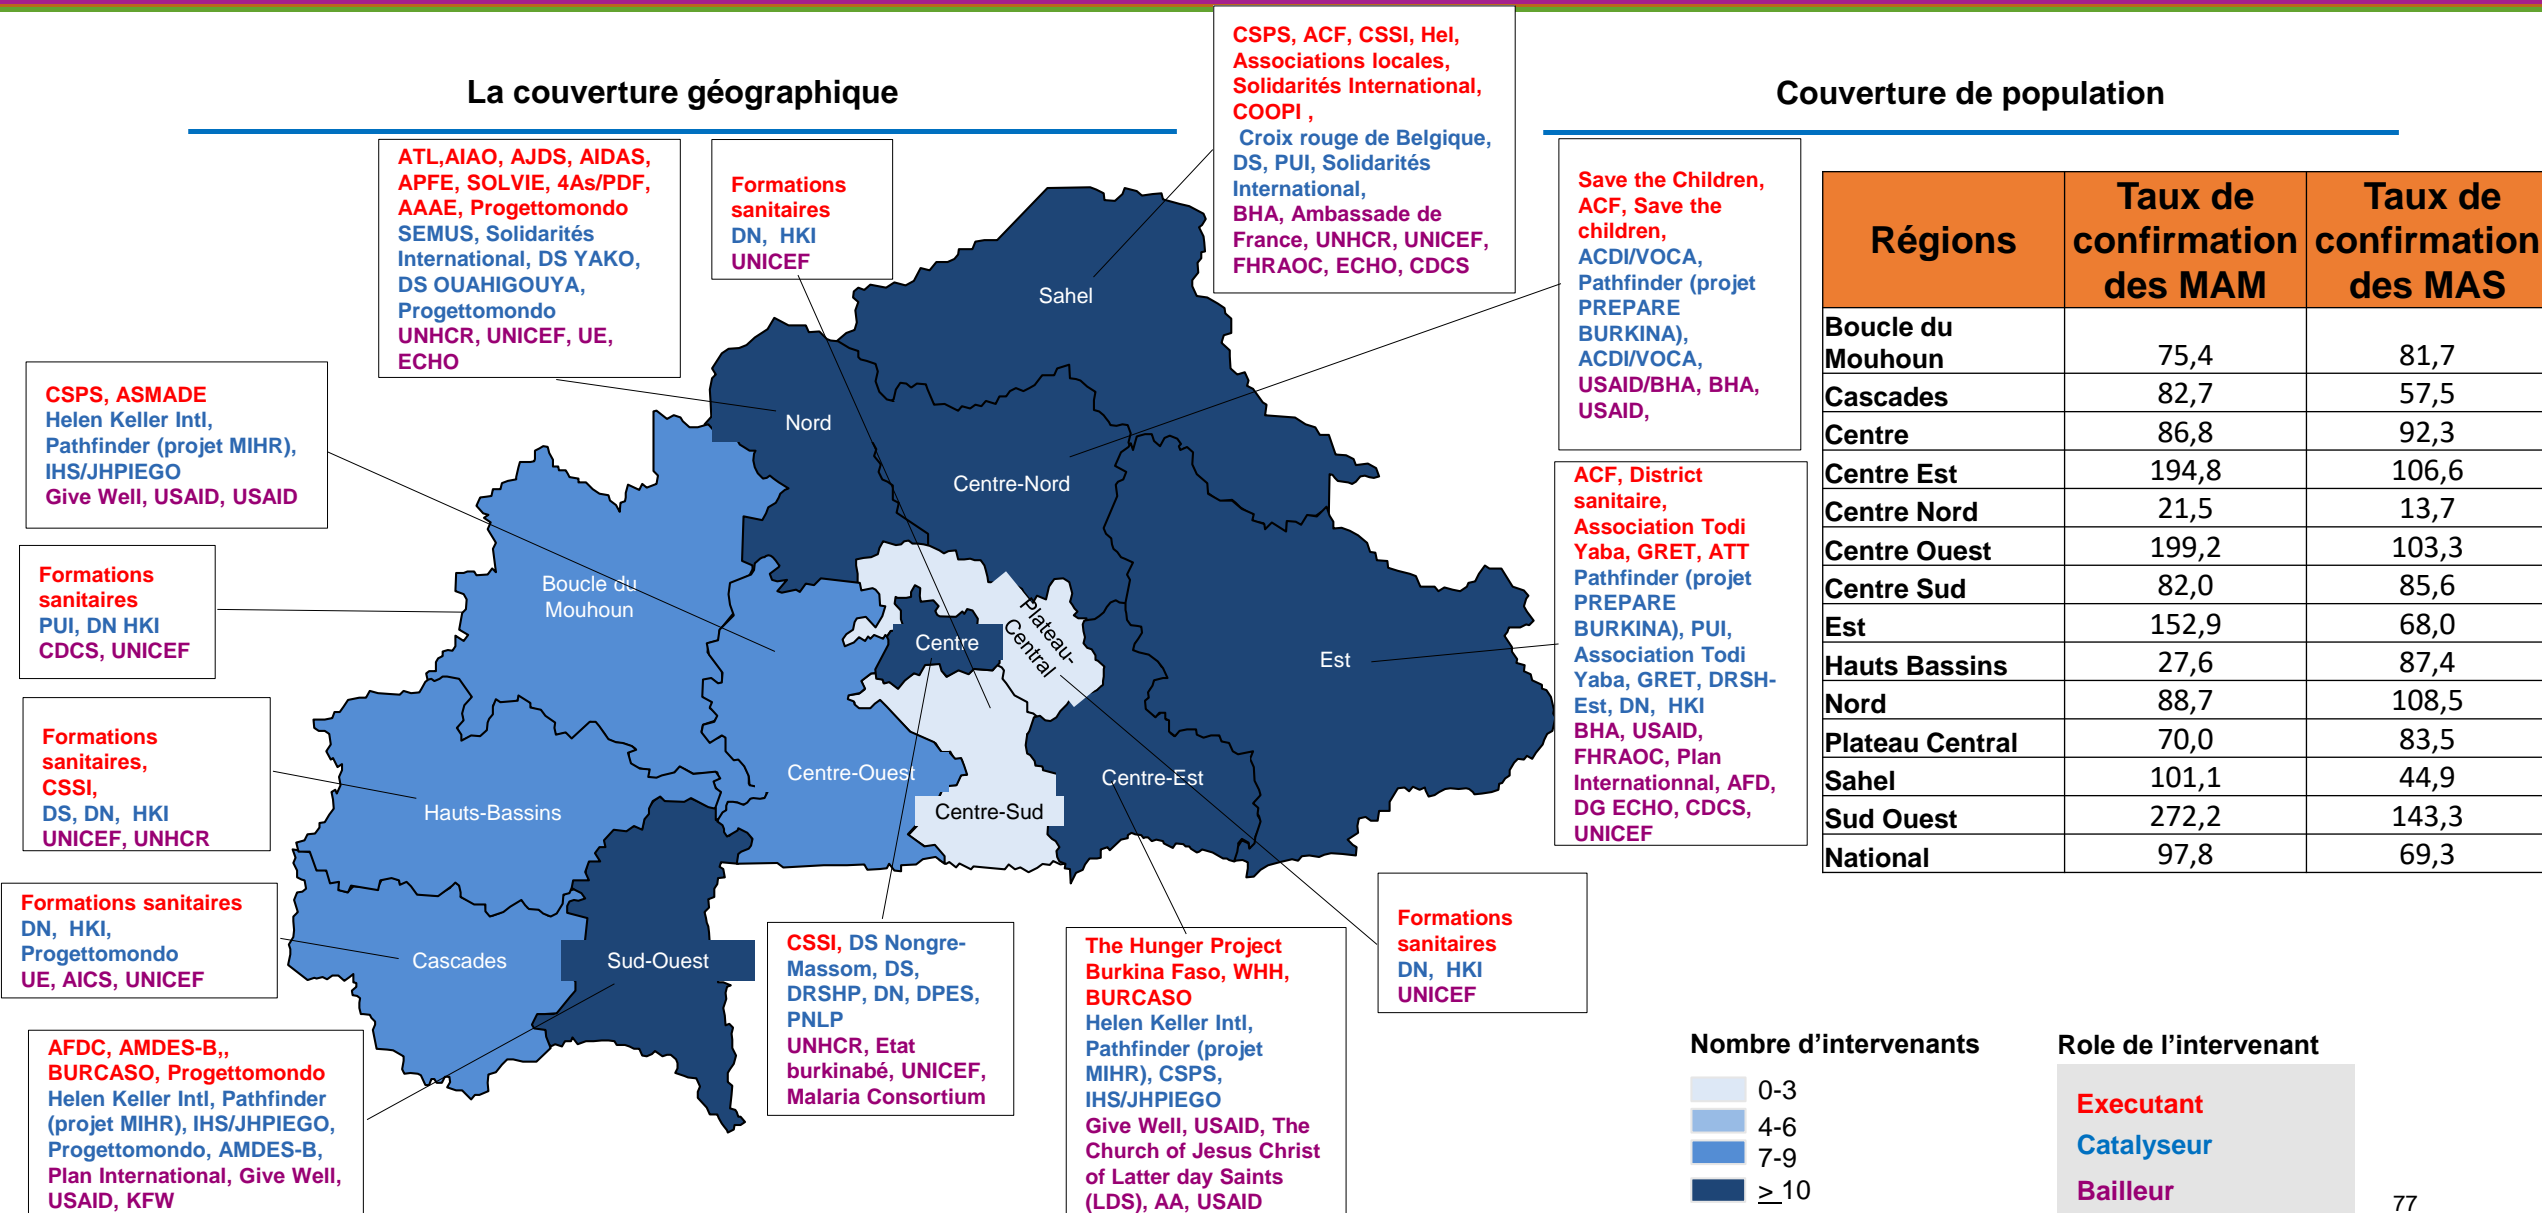 La couverture géographique
Couverture de population
CSPS, ACF, CSSI, Hel,
Associations locales,
Solidarités International,
COOPI ,
Croix rouge de Belgique,
DS, PUI, Solidarités
International,
BHA, Ambassade de
France, UNHCR, UNICEF,
FHRAOC, ECHO, CDCS
ATL,AIAO, AJDS, AIDAS,
APFE, SOLVIE, 4As/PDF,
AAAE, Progettomondo
SEMUS, Solidarités
International, DS YAKO,
DS OUAHIGOUYA,
Progettomondo
UNHCR, UNICEF, UE,
ECHO
Formations
sanitaires
DN, HKI
UNICEF
Save the Children,
ACF, Save the
children,
ACDI/VOCA,
Pathfinder (projet
PREPARE
BURKINA),
ACDI/VOCA,
USAID/BHA, BHA,
USAID,
CSPS, ASMADE
Helen Keller Intl,
Pathfinder (projet MIHR),
IHS/JHPIEGO
Give Well, USAID, USAID
ACF, District
sanitaire,
Association Todi
Yaba, GRET, ATT
Pathfinder (projet
PREPARE
BURKINA), PUI,
Association Todi
Yaba, GRET, DRSH-
Est, DN, HKI
BHA, USAID,
FHRAOC, Plan
Internationnal, AFD,
DG ECHO, CDCS,
UNICEF
Formations
sanitaires
PUI, DN HKI
CDCS, UNICEF
Formations
sanitaires,
CSSI,
DS, DN, HKI
UNICEF, UNHCR
Formations sanitaires
DN, HKI,
Progettomondo
UE, AICS, UNICEF
AFDC, AMDES-B,,
BURCASO, Progettomondo
Helen Keller Intl, Pathfinder
(projet MIHR), IHS/JHPIEGO,
Progettomondo, AMDES-B,
Plan International, Give Well,
USAID, KFW
CSSI, DS Nongre-
Massom, DS,
DRSHP, DN, DPES,
PNLP
UNHCR, Etat
burkinabé, UNICEF,
Malaria Consortium
The Hunger Project
Burkina Faso, WHH,
BURCASO
Helen Keller Intl,
Pathfinder (projet
MIHR), CSPS,
IHS/JHPIEGO
Give Well, USAID, The
Church of Jesus Christ
of Latter day Saints
(LDS), AA, USAID
Formations
sanitaires
DN, HKI
UNICEF
Sahel
Nord
Centre-Nord
Boucle du
Mouhoun
Centre
Plateau-
Central
Est
Centre-Ouest
Centre-Est
Hauts-Bassins
Centre-Sud
Cascades
Sud-Ouest
Régions Taux de confirmation des MAM Taux de confirmation des MAS
Boucle du
Mouhoun 75,4 81,7
Cascades 82,7 57,5
Centre 86,8 92,3
Centre Est 194,8 106,6
Centre Nord 21,5 13,7
Centre Ouest 199,2 103,3
Centre Sud 82,0 85,6
Est 152,9 68,0
Hauts Bassins 27,6 87,4
Nord 88,7 108,5
Plateau Central 70,0 83,5
Sahel 101,1 44,9
Sud Ouest 272,2 143,3
National 97,8 69,3
Nombre d'intervenants
0-3
4-6
7-9
> 10
Role de l'intervenant
Executant
Catalyseur
Bailleur
77